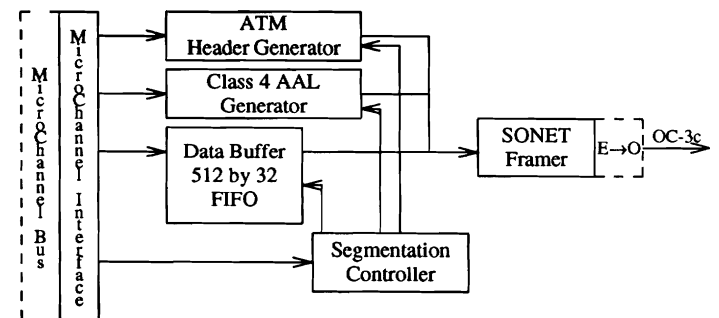 MicroChannel Bus
MicroChannel Interface
ATM
Header Generator
Class 4 AAL
Generator
Data Buffer
512 by 32
FIFO
Segmentation
Controller
SONET
Framer
E→O
OC-3c